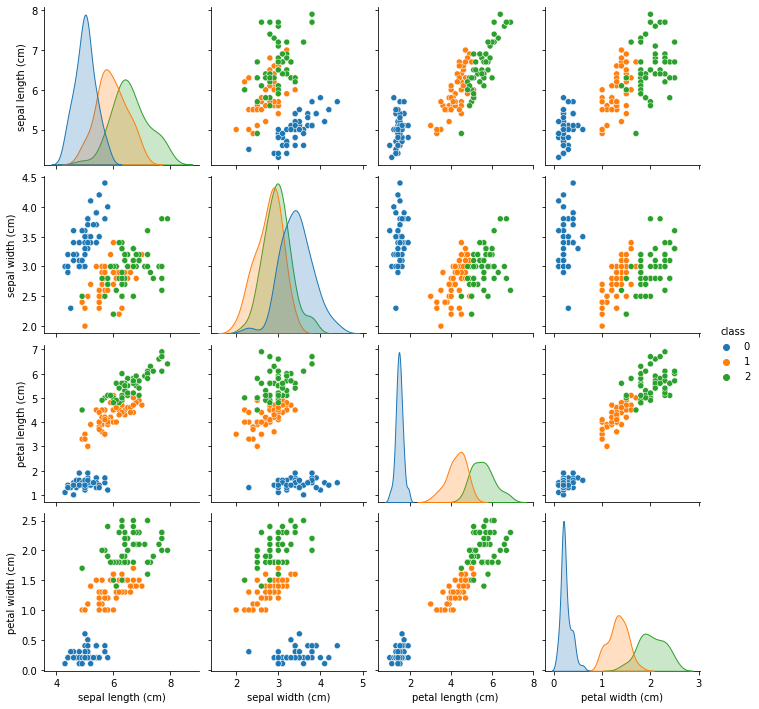 8
7
6
5
sepal length (cm)
4.5
4.0
3.5
3.0
2.5
2.0
sepal width (cm)
class
0
1
2
7
6
5
4
3
2
1
petal length (cm)
2.5
2.0
1.5
1.0
0.5
0.0
petal width (cm)
4 6 8
2 3 4 5
2 4 6 8
0 1 2 3
sepal length (cm) sepal width (cm) petal length (cm) petal width (cm)